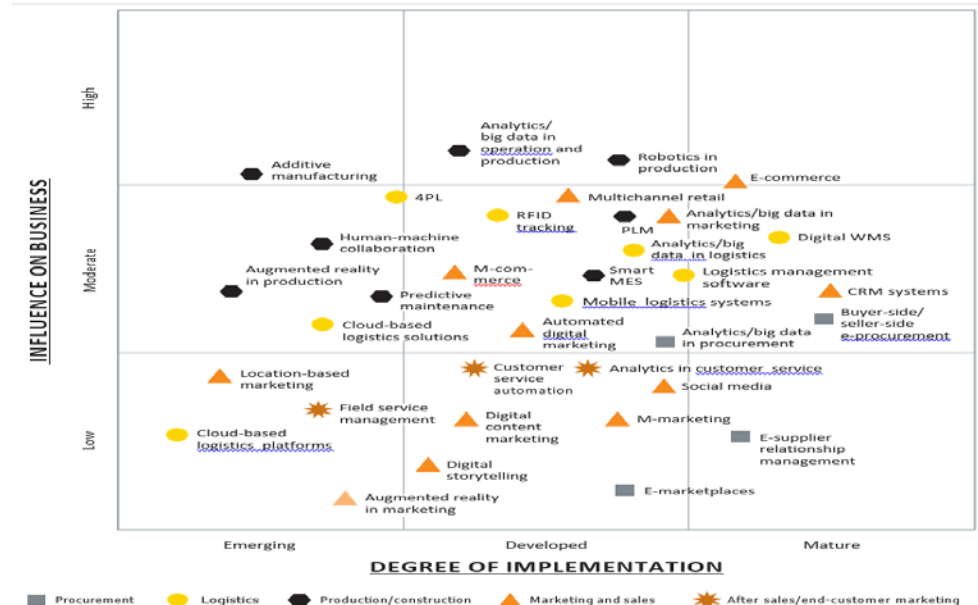 INFLUENCE ON BUSINESS
High
Moderate
Low
Analytics/
big data in
operation and
production
Robotics in
production
Additive
manufacturing
E-commerce
4PL
Multichannel retail
RFID
tracking
PLM
Analytics/big data in
marketing
Digital WMS
Human-machine
collaboration
Analytics/big
data in logistics
Augmented reality
in production
M-com-
merce
Smart
MES
Logistics management
software
Predictive
maintenance
Mobile logistics systems
CRM systems
Cloud-based
logistics solutions
Automated
digital
marketing
Analytics/big data
in procurement
Buyer-side/
seller-side
e-procurement
Location-based
marketing
Customer
service
automation
Analytics in customer service
Social media
Field service
management
Digital
content
marketing
M-marketing
Cloud-based
logistics platforms
E-supplier
relationship
management
Digital
storytelling
Augmented reality
in marketing
E-marketplaces
Emerging
Developed
Mature
DEGREE OF IMPLEMENTATION
Procurement
Logistics
Production/construction
Marketing and sales
After sales/end-customer marketing